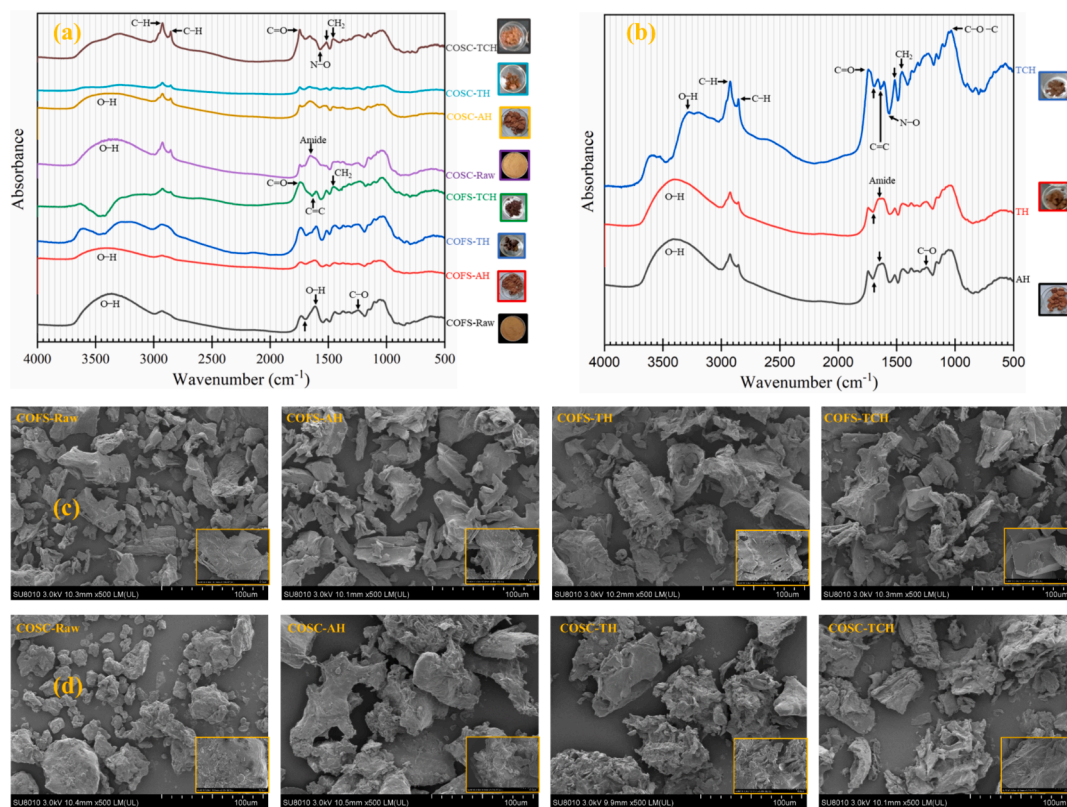 (a)
C−H
C−H
C=O
CH2
N−O
COSC-TCH
COSC-TH
O−H
COSC-AH
O−H
Amide
COSC-Raw
C=O
CH2
C=C
COFS-TCH
COFS-TH
O−H
COFS-AH
O−H
O−H
C−O
COFS-Raw
Absorbance
4000 3500 3000 2500 2000 1500 1000 500
Wavenumber (cm-1)
(b)
C−O−C
C=O
CH2
TCH
C−H
C−H
O−H
N−O
C=C
Amide
O−H
TH
O−H
C−O
AH
Absorbance
4000 3500 3000 2500 2000 1500 1000 500
Wavenumber (cm-1)
COFS-Raw
(c)
SU8010 3.0kV 10.3mm x500 LM(UL) 100um
COFS-AH
SU8010 3.0kV 10.1mm x500 LM(UL) 100um
COFS-TH
SU8010 3.0kV 10.2mm x500 LM(UL) 100um
COFS-TCH
SU8010 3.0kV 10.3mm x500 LM(UL) 100um
COSC-Raw
(d)
SU8010 3.0kV 10.4mm x500 LM(UL) 100um
COSC-AH
SU8010 3.0kV 10.5mm x500 LM(UL) 100um
COSC-TH
SU8010 3.0kV 9.9mm x500 LM(UL) 100um
COSC-TCH
SU8010 3.0kV 10.1mm x500 LM(UL) 100um